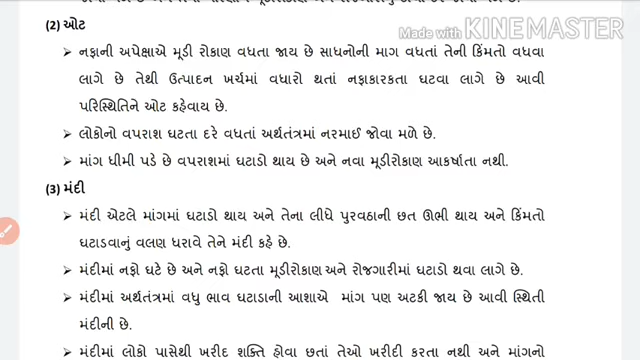 Made with KINEMASTER
(2) ઓટ
➢ નફાની અપેક્ષાએ મૂડી રોકાણ વધતા જાય છે સાધનોની માગ વધતાં તેની કિંમતો વધવા
લાગે છે તેથી ઉત્પાદન ખર્ચમાં વધારો થતાં નફાકારકતા ઘટવા લાગે છે આવી
પરિસ્થિતિને ઓટ કહેવાય છે.
➢ લોકોનો વપરાશ ઘટતા દરે વધતાં અર્થતંત્રમાં નરમાઈ જોવા મળે છે.
➢ માંગ ધીમી પડે છે વપરાશમાં ઘટાડો થાય છે અને નવા મૂડીરોકાણ આકર્ષાતા નથી.
(3) મંદી
➢ મંદી એટલે માંગમાં ઘટાડો થાય અને તેના લીધે પુરવઠાની છત ઊભી થાય અને કિંમતો
ઘટાડવાનું વલણ ધરાવે તેને મંદી કહે છે.
➢ મંદીમાં નફો ઘટે છે અને નફો ઘટતા મૂડીરોકાણ અને રોજગારીમાં ઘટાડો થવા લાગે છે.
➢ મંદીમાં અર્થતંત્રમાં વધુ ભાવ ઘટાડાની આશાએ માંગ પણ અટકી જાય છે આવી સ્થિતી
મંદીની છે.
➢ મંદીમાં લોકો પાસેથી ખરીદ શક્તિ હોવા છતાં તેઓ ખરીદી કરતા નથી અને માંગનો